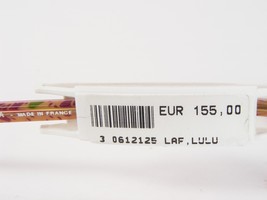 MADE IN FRANCE
EUR 155,00
3 0612125 LAF,LULU